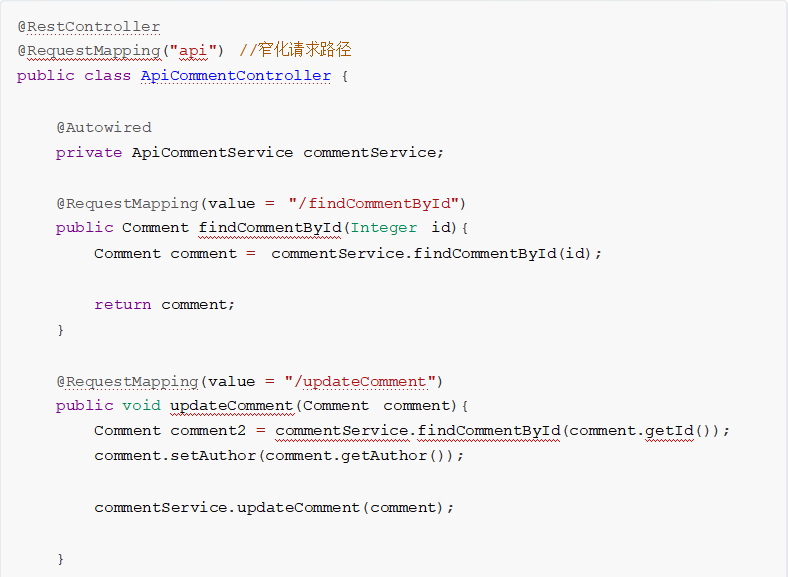 @RestController
@RequestMapping("api") //窄化请求路径
public class ApiCommentController {
@Autowired
private ApiCommentService commentService;
@RequestMapping(value = "/findCommentById")
public Comment findCommentById(Integer id){
Comment comment = commentService.findCommentById(id);
return comment;
}
@RequestMapping(value = "/updateComment")
public void updateComment(Comment comment){
Comment comment2 = commentService.findCommentById(comment.getId());
comment.setAuthor(comment.getAuthor());
commentService.updateComment(comment);
}